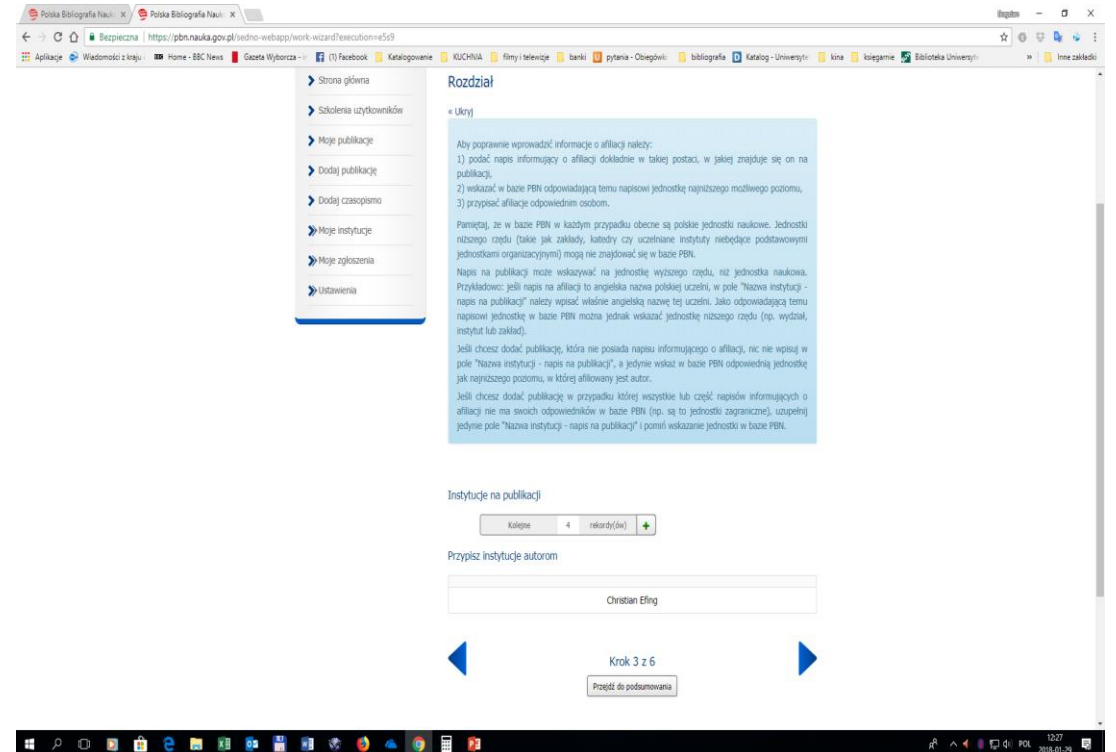 Polska Bibliografia Nauk
Polska Bibliografia Nauk
Bezpieczna | https://pbn.nauka.gov.pl/sedno-webapp/work-wizard?execution=e5s9
Aplikacje Wiadomości z kraju Home - BBC News Gazeta Wyborcza - (1) Facebook Katalogowanie KUCHNIA filmy i telewizje banki pytania - Obiegówki bibliografia Katalog - Uniwersyte kina księgarnie Biblioteka Uniwersyt » Inne zakładki
Strona główna
Szkolenia użytkowników
Moje publikacje
Dodaj publikację
Dodaj czasopismo
Moje instytucje
Moje zgłoszenia
Ustawienia
Rozdział
« Ukryj
Aby poprawnie wprowadzić informacje o afiliacji należy:
1) podać napis informujący o afiliacji dokładnie w takiej postaci, w jakiej znajduje się on na
publikacji,
2) wskazać w bazie PBN odpowiadającą temu napisowi jednostkę najniższego możliwego poziomu,
3) przypisać afiliacje odpowiednim osobom.
Pamiętaj, że w bazie PBN w każdym przypadku obecne są polskie jednostki naukowe. Jednostki
niższego rzędu (takie jak zakłady, katedry czy uczelniane instytuty niebędące podstawowymi
jednostkami organizacyjnymi) mogą nie znajdować się w bazie PBN.
Napis na publikacji może wskazywać na jednostkę wyższego rzędu, niż jednostka naukowa.
Przykładowo: jeśli napis na afiliacji to angielska nazwa polskiej uczelni, w pole "Nazwa instytucji -
napis na publikacji" należy wpisać właśnie angielską nazwę tej uczelni. Jako odpowiadającą temu
napisowi jednostkę w bazie PBN można jednak wskazać jednostkę niższego rzędu (np. wydział,
instytut lub zakład).
Jeśli chcesz dodać publikację, która nie posiada napisu informującego o afiliacji, nic nie wpisuj w
pole "Nazwa instytucji - napis na publikacji", a jedynie wskaż w bazie PBN odpowiednią jednostkę
jak najniższego poziomu, w której afiliowany jest autor.
Jeśli chcesz dodać publikację w przypadku której wszystkie lub część napisów informujących o
afiliacji nie ma swoich odpowiedników w bazie PBN (np. są to jednostki zagraniczne), uzupełnij
jedynie pole "Nazwa instytucji - napis na publikacji" i pomiń wskazanie jednostki w bazie PBN.
Instytucje na publikacji
Kolejne 4 rekordy(ów) +
Przypisz instytucje autorom
Christian Efing
Krok 3 z 6
Przejdź do podsumowania
POL
12:27
2018-01-29